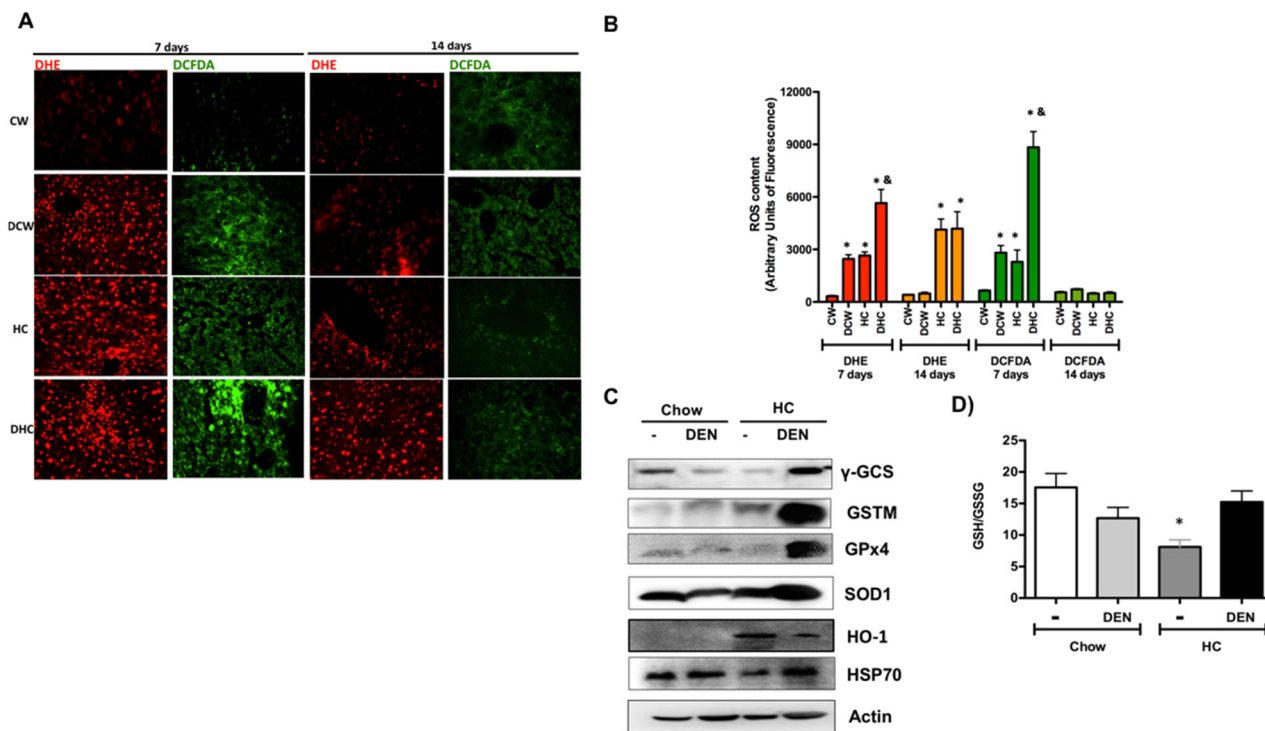 A
7 days
14 days
DHE
DCFDA
DHE
DCFDA
CW
DCW
HC
DHC
B
ROS content
(Arbitrary Units of Fluorescence)
12000
9000
6000
3000
0
* * * &
* *
* * * &
CW DCW HC DHC CW DCW HC DHC CW DCW HC DHC CW DCW HC DHC
DHE DHE DCFDA DCFDA
7 days 14 days 7 days 14 days
C
Chow HC
- DEN - DEN
γ-GCS
GSTM
GPx4
SOD1
HO-1
HSP70
Actin
D)
GSH/GSSG
25
20
15
10
5
0
*
- DEN - DEN
Chow HC